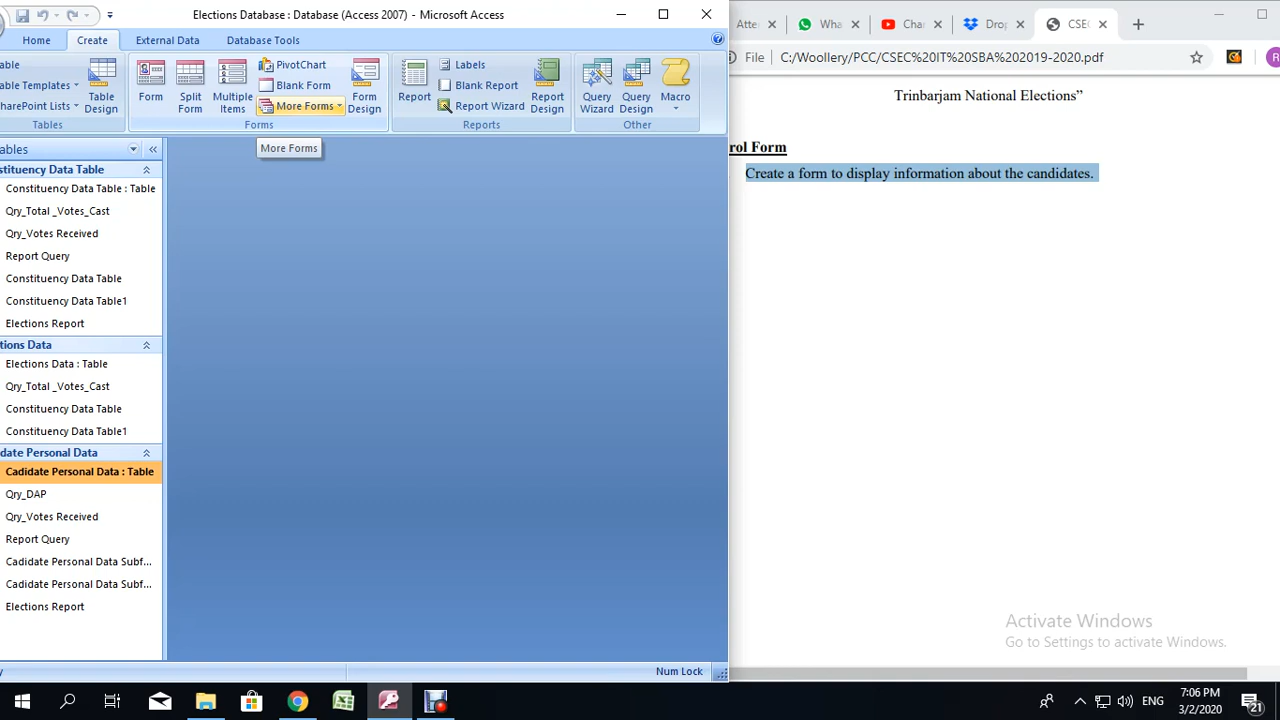 Elections Database : Database (Access 2007) - Microsoft Access
Home
Create
External Data
Database Tools
able
able Templates
harePoint Lists
Table Design
Tables
Form
Split Form
Multiple Items
PivotChart
Blank Form
More Forms
Form Design
Forms
Report
Labels
Blank Report
Report Wizard
Report Design
Reports
Query Wizard
Query Design
Macro
Other
More Forms
ables
stituency Data Table
Constituency Data Table : Table
Qry_Total _Votes_Cast
Qry_Votes Received
Report Query
Constituency Data Table
Constituency Data Table1
Elections Report
tions Data
Elections Data : Table
Qry_Total _Votes_Cast
Constituency Data Table
Constituency Data Table1
date Personal Data
Cadidate Personal Data : Table
Qry_DAP
Qry_Votes Received
Report Query
Cadidate Personal Data Subf...
Cadidate Personal Data Subf...
Elections Report
y
Num Lock
Atte
Wha
Cha
Drop
CSEC
File
C:/Woollery/PCC/CSEC%20IT%20SBA%202019_2020.pdf
Trinbarjam National Elections”
rol Form
Create a form to display information about the candidates.
Activate Windows
Go to Settings to activate Windows.
ENG
7:06 PM
3/2/2020
21